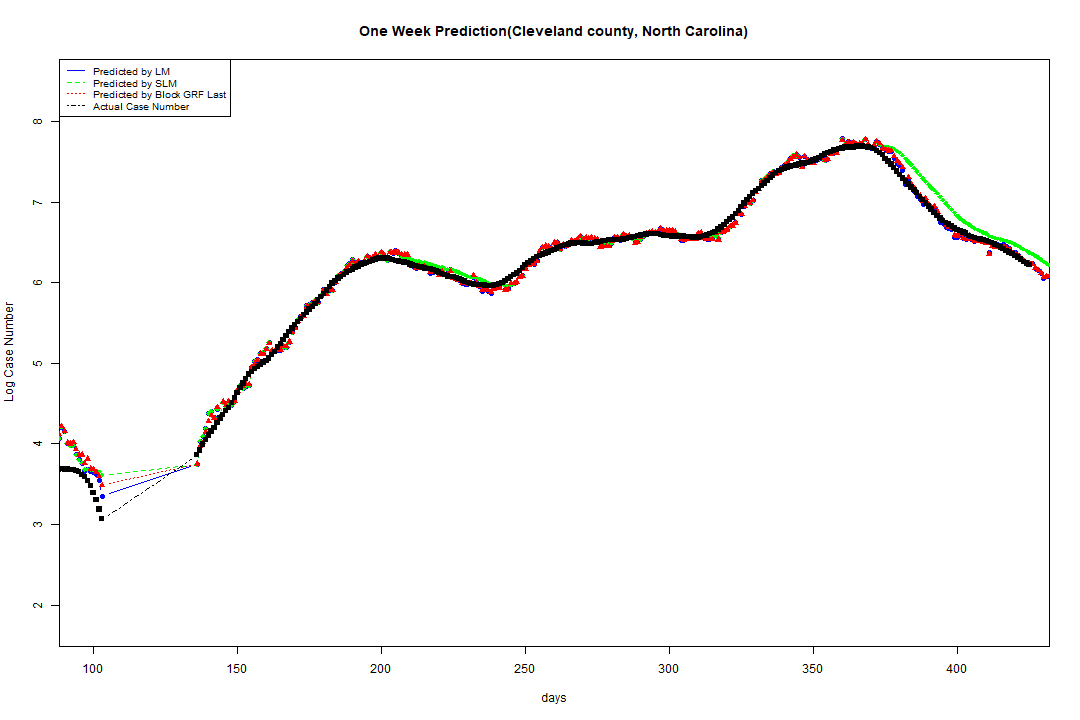 One Week Prediction(Cleveland county, North Carolina)
Predicted by LM
Predicted by SLM
Predicted by Block GRF Last
Actual Case Number
8
7
6
5
4
3
2
Log Case Number
100 150 200 250 300 350 400
days